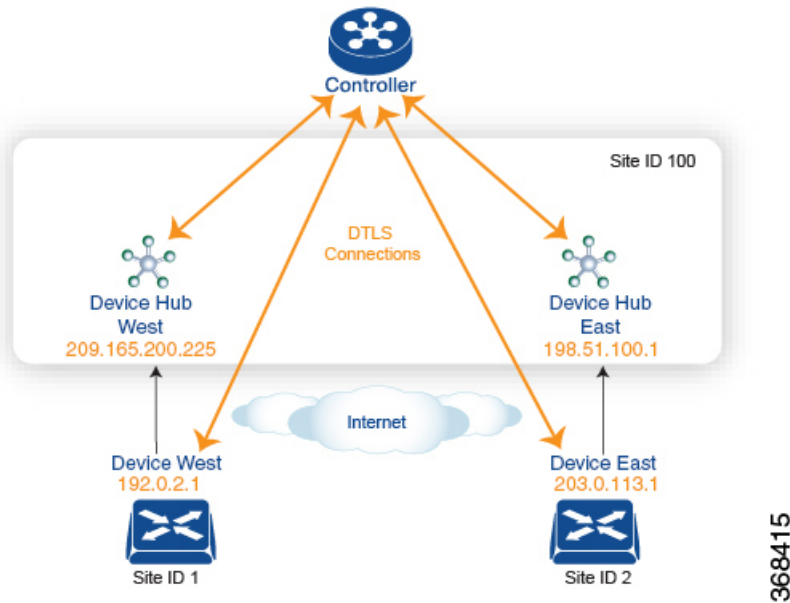 Controller
Site ID 100
DTLS
Connections
Device Hub
West
209.165.200.225
Device Hub
East
198.51.100.1
Internet
Device West
192.0.2.1
Site ID 1
Device East
203.0.113.1
Site ID 2
368415